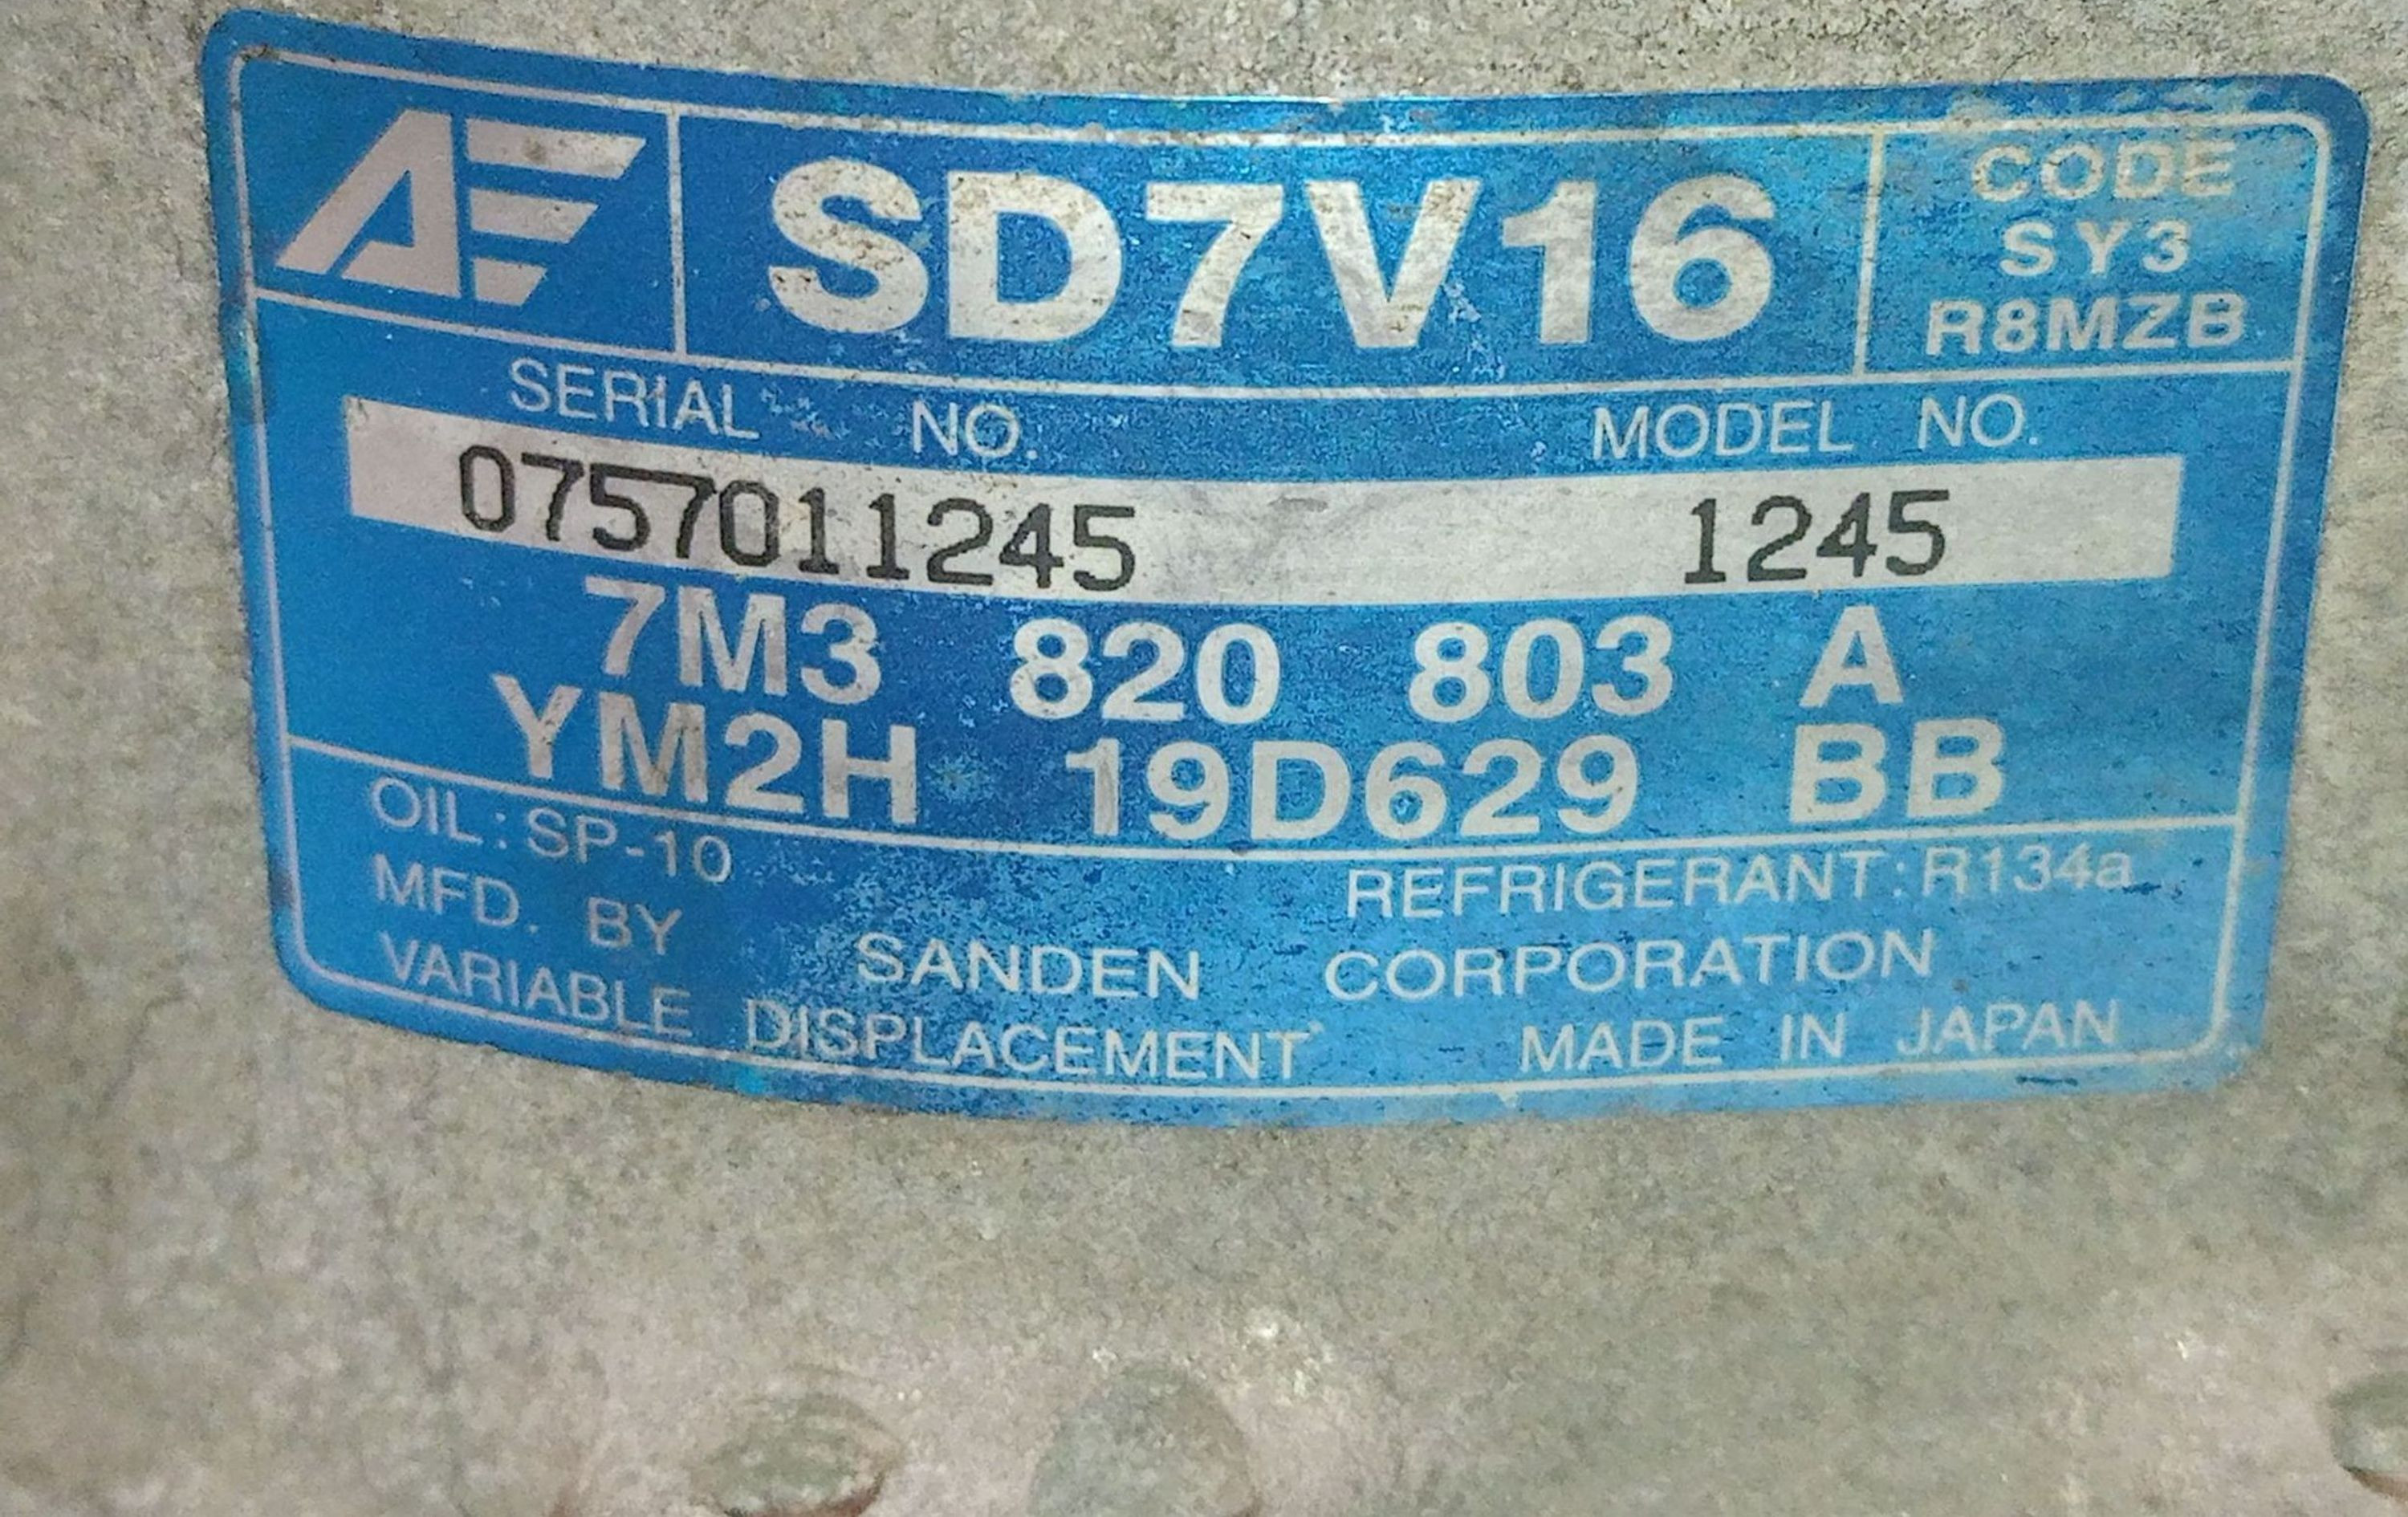 AE SD7V16 CODE
SY3
R8MZB
SERIAL NO. MODEL NO.
0757011245 1245
7M3 820 803 A
YM2H 19D629 BB
OIL: SP-10 REFRIGERANT: R134a
MFD. BY SANDEN CORPORATION
VARIABLE DISPLACEMENT MADE IN JAPAN